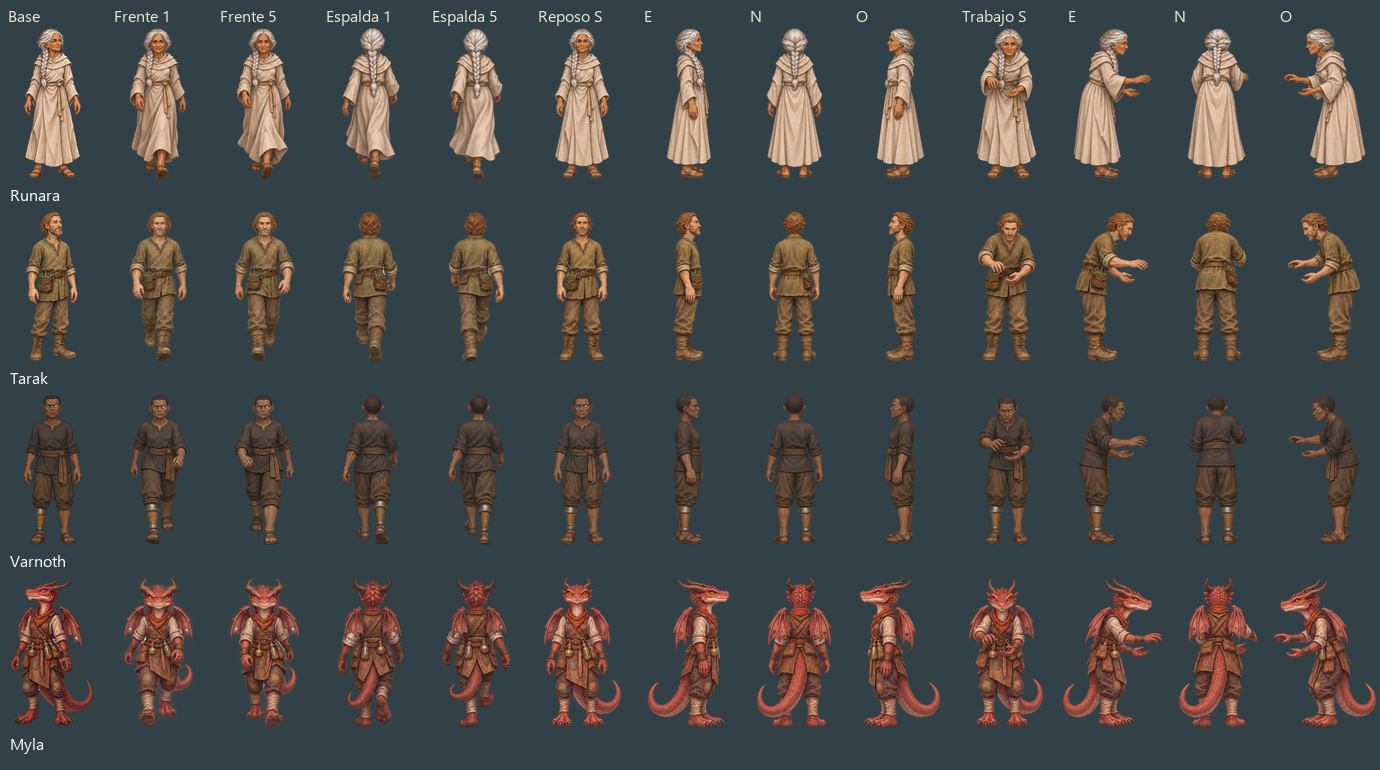 Base Frente 1 Frente 5 Espalda 1 Espalda 5 Reposo S E N O Trabajo S E N O
Runara
Tarak
Varnoth
Myla